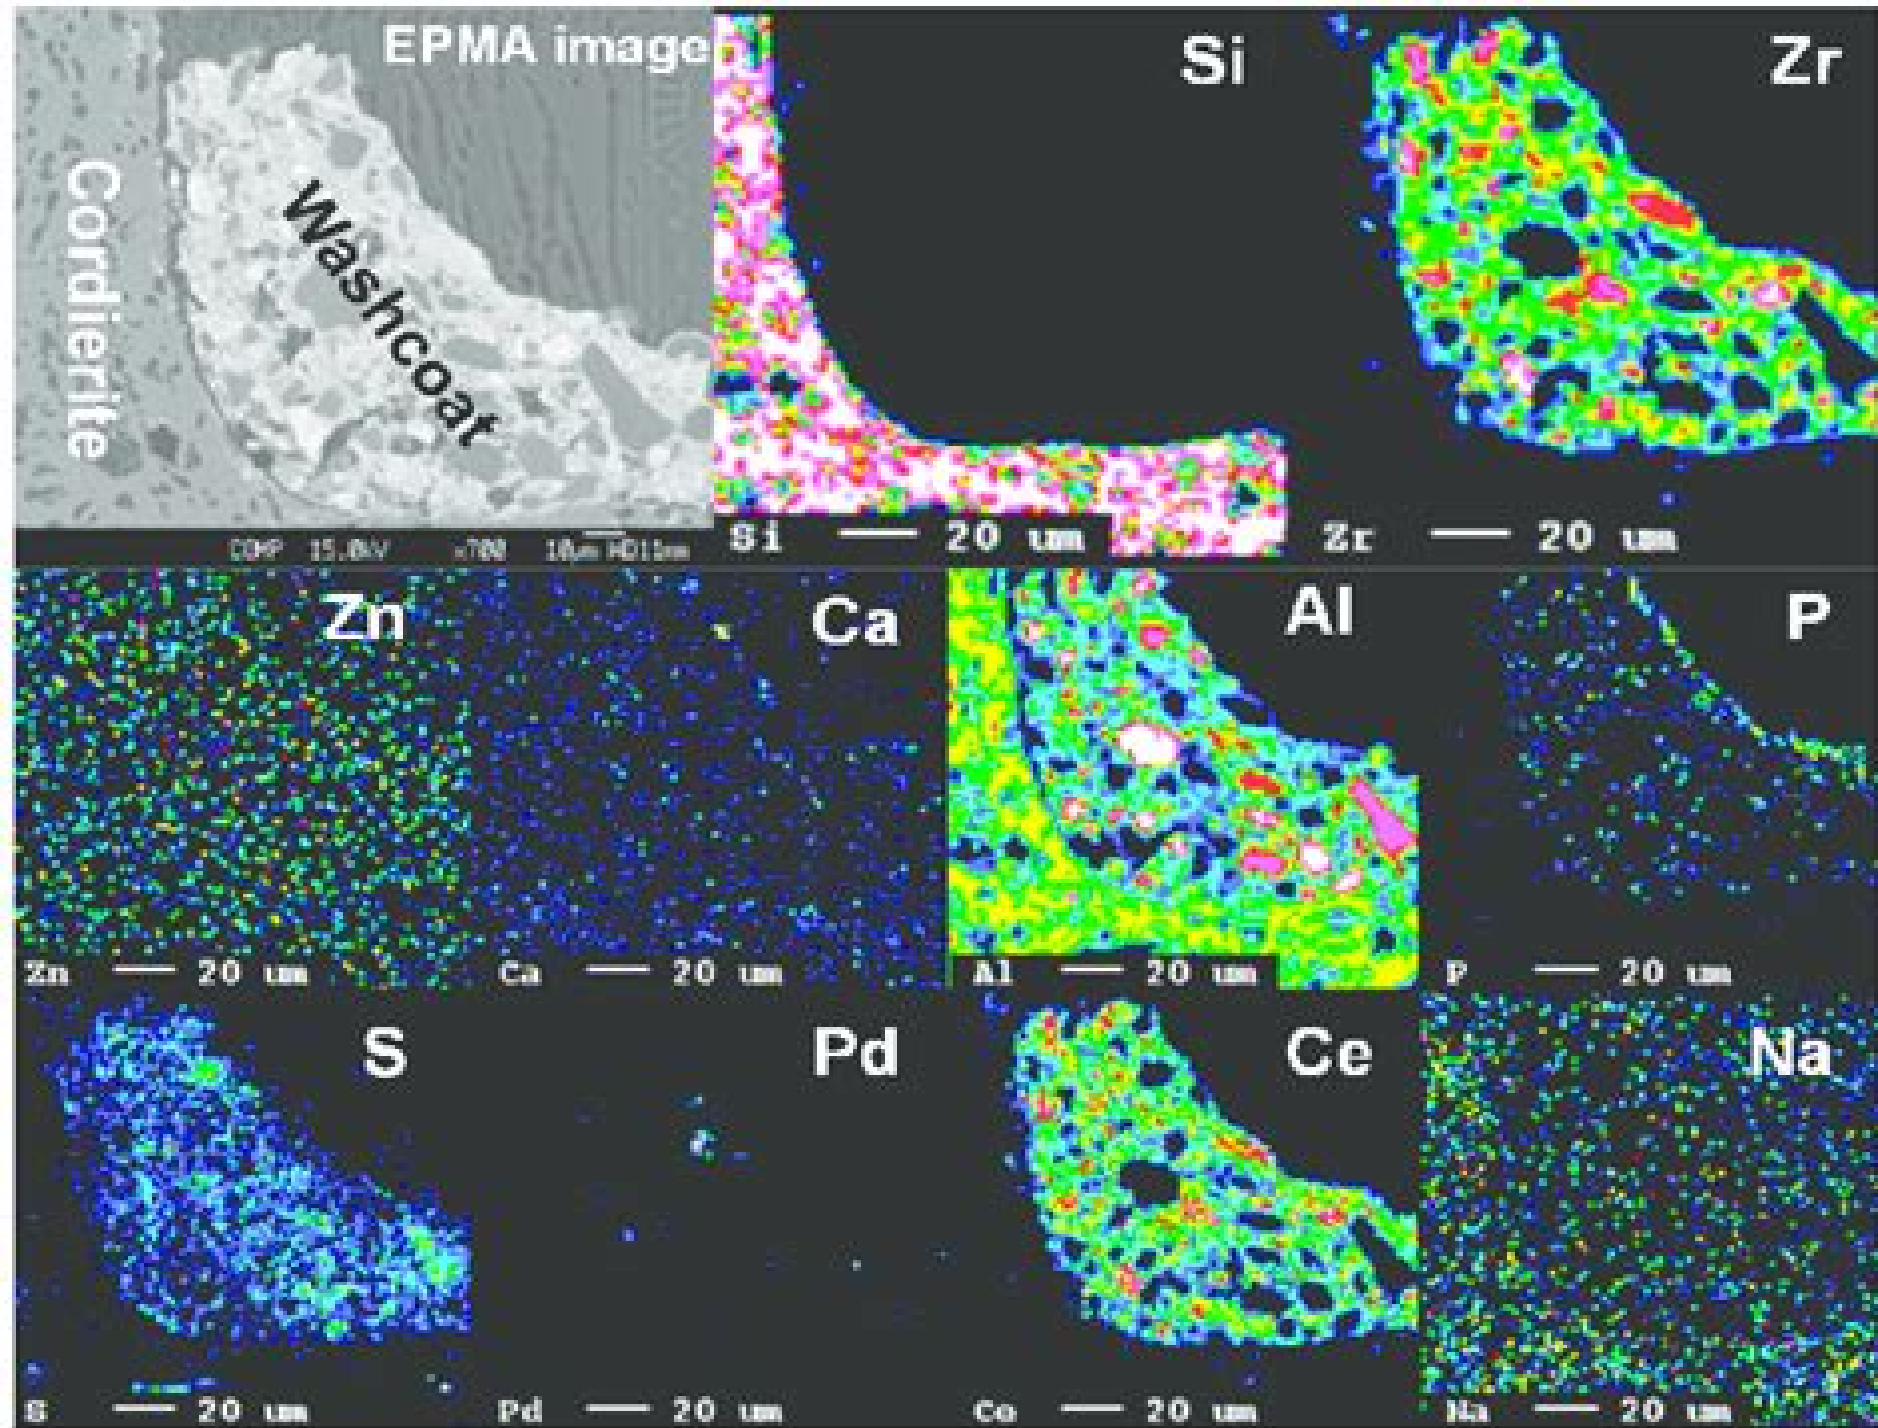 EPMA image
Cordierite
Washcoat
COMP 15.0kV x700 10µm WD11mm
Si
Si 20 um
Zr
Zr 20 um
Zn
Zn 20 um
Ca
Ca 20 um
Al
Al 20 um
P
P 20 um
S
S 20 um
Pd
Pd 20 um
Ce
Ce 20 um
Na
Na 20 um